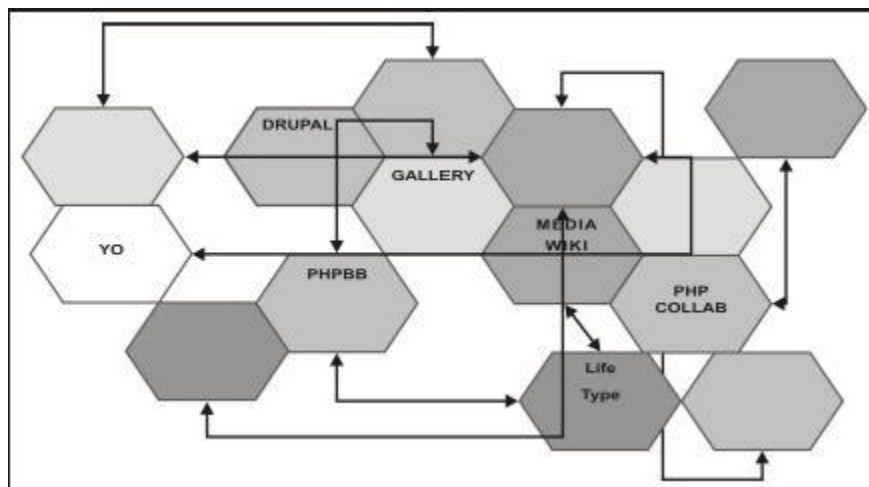 DRUPAL
GALLERY
YO
MEDIA
WIKI
PHPBB
PHP
COLLAB
Life
Type